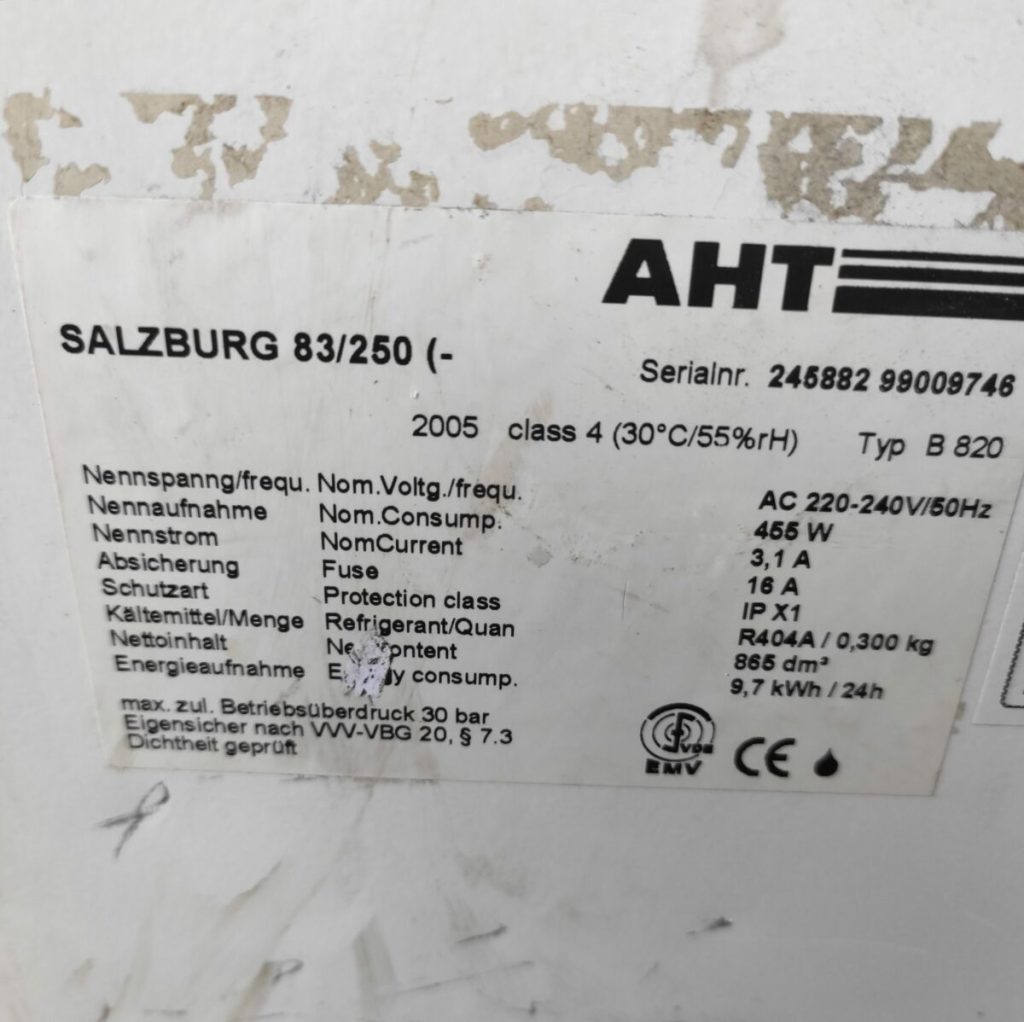 AHT
SALZBURG 83/250 (-
Serialnr. 245882 99009746
2005 class 4 (30°C/55%rH) Typ B 820
Nennspanng/frequ. Nom.Voltg./frequ. AC 220-240V/50Hz
Nennaufnahme Nom.Consump. 455 W
Nennstrom NomCurrent 3,1 A
Absicherung Fuse 16 A
Schutzart Protection class IP X1
Kältemittel/Menge Refrigerant/Quan R404A / 0,300 kg
Nettoinhalt 865 dm³
Energieaufnahme consump. 9,7 kWh / 24h
max. zul. Betriebsüberdruck 30 bar
Eigensicher nach VVV-VBG 20, § 7.3
Dichtheit geprüft
VDE
EMV CE